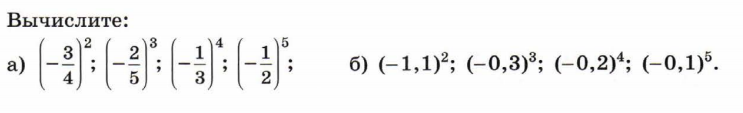 Вычислите:
а) (−3/4)²; (−2/5)³; (−1/3)⁴; (−1/2)⁵; б) (−1,1)²; (−0,3)³; (−0,2)⁴; (−0,1)⁵.